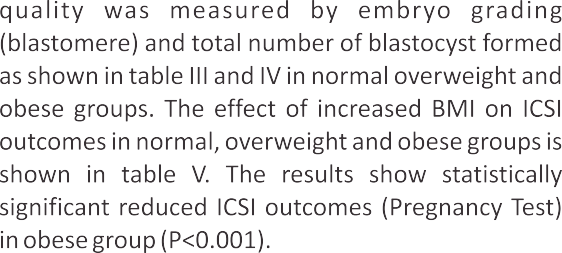 quality was measured by embryo grading
(blastomere) and total number of blastocyst formed
as shown in table III and IV in normal overweight and
obese groups. The effect of increased BMI on ICSI
outcomes in normal, overweight and obese groups is
shown in table V. The results show statistically
significant reduced ICSI outcomes (Pregnancy Test)
in obese group (P<0.001).